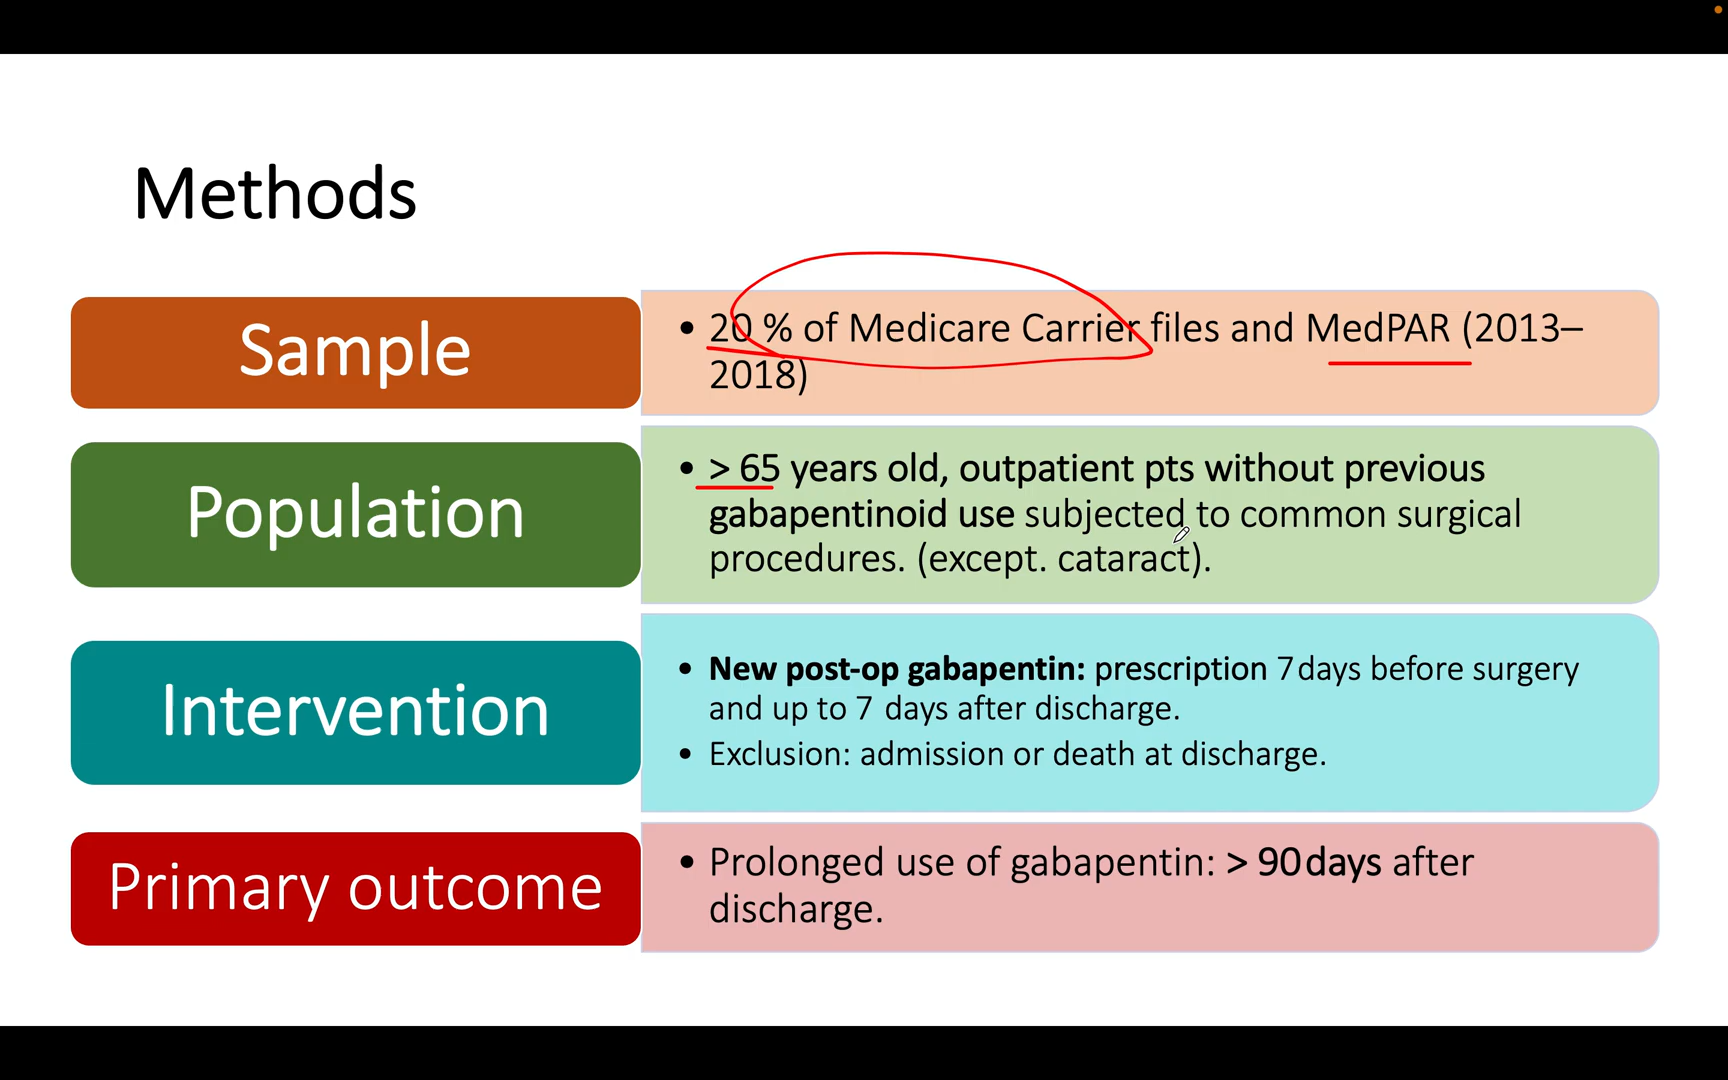 Methods
Sample
• 20 % of Medicare Carrier files and MedPAR (2013–
2018)
Population
• > 65 years old, outpatient pts without previous
gabapentinoid use subjected to common surgical
procedures. (except. cataract).
Intervention
• New post-op gabapentin: prescription 7 days before surgery
and up to 7 days after discharge.
• Exclusion: admission or death at discharge.
Primary outcome
• Prolonged use of gabapentin: > 90 days after
discharge.